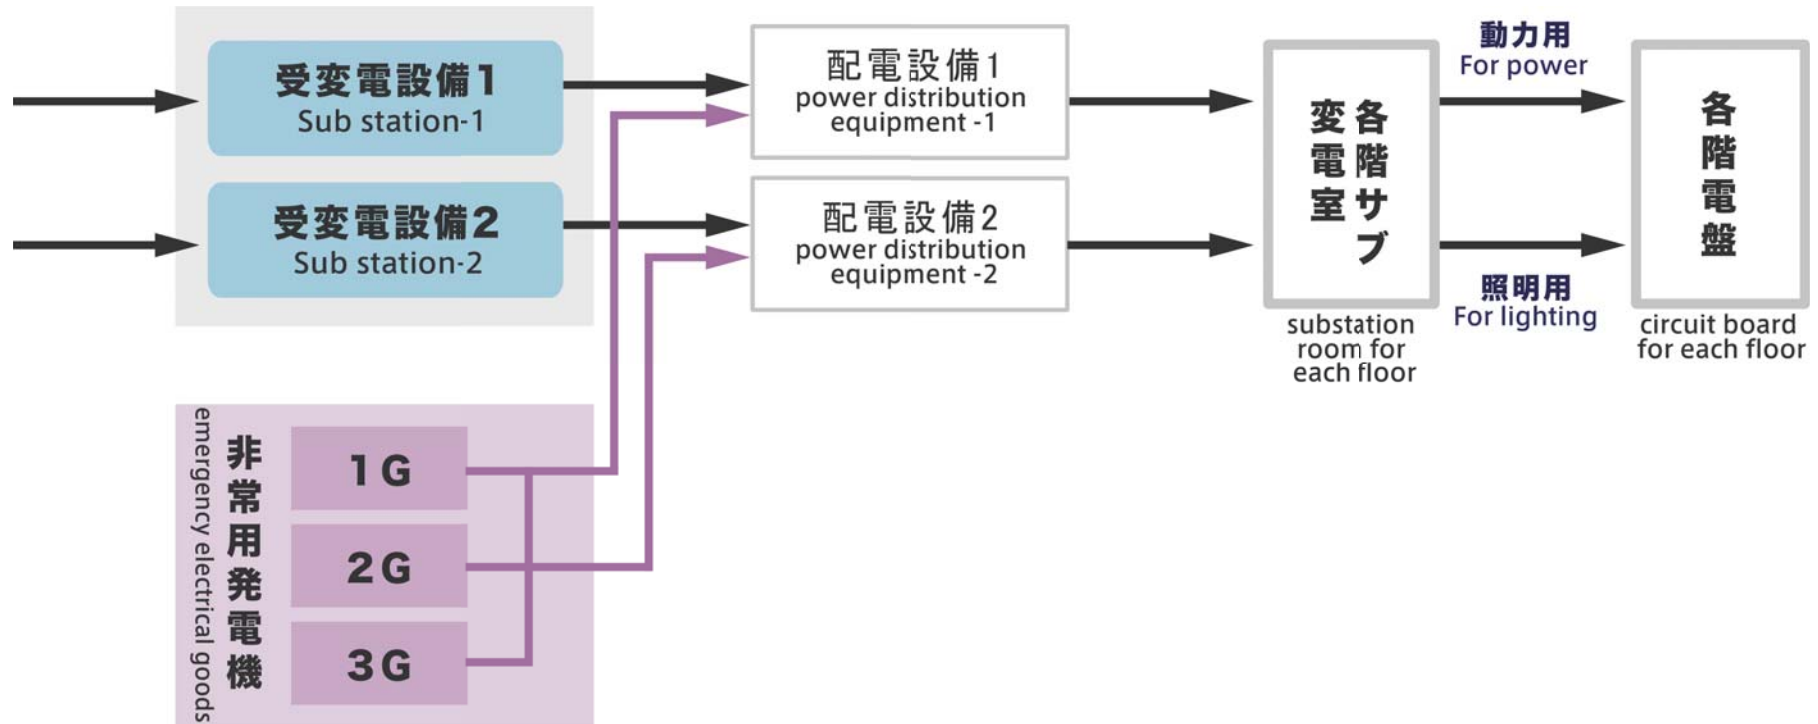 受変電設備1
Sub station-1
受変電設備2
Sub station-2
配電設備1
power distribution
equipment -1
配電設備2
power distribution
equipment -2
各階サブ
変電室
substation
room for
each floor
動力用
For power
照明用
For lighting
各階電盤
circuit board
for each floor
非常用発電機
emergency electrical goods
1G
2G
3G